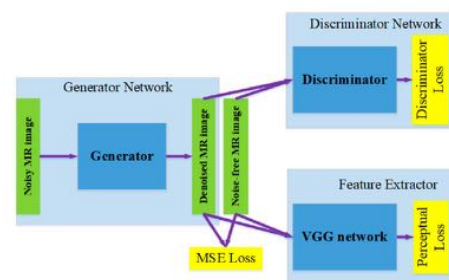 Discriminator Network
Discriminator
Discriminator
Loss
Generator Network
Noisy MR image
Generator
Denoised MR image
Noise-free MR image
MSE Loss
Feature Extractor
VGG network
Perceptual
Loss